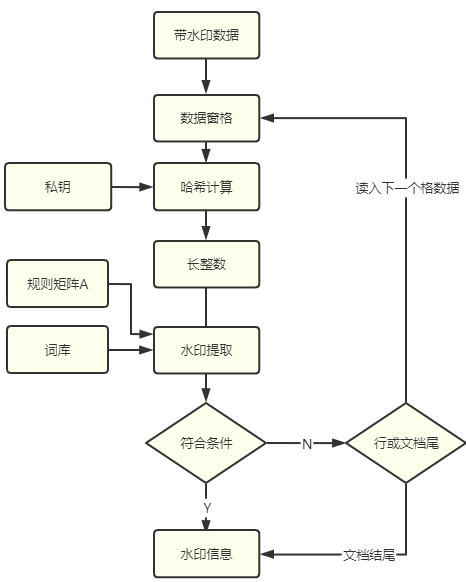 带水印数据
数据窗格
私钥
哈希计算
读入下一个格数据
长整数
规则矩阵A
词库
水印提取
符合条件
N
行或文档尾
Y
水印信息
文档结尾